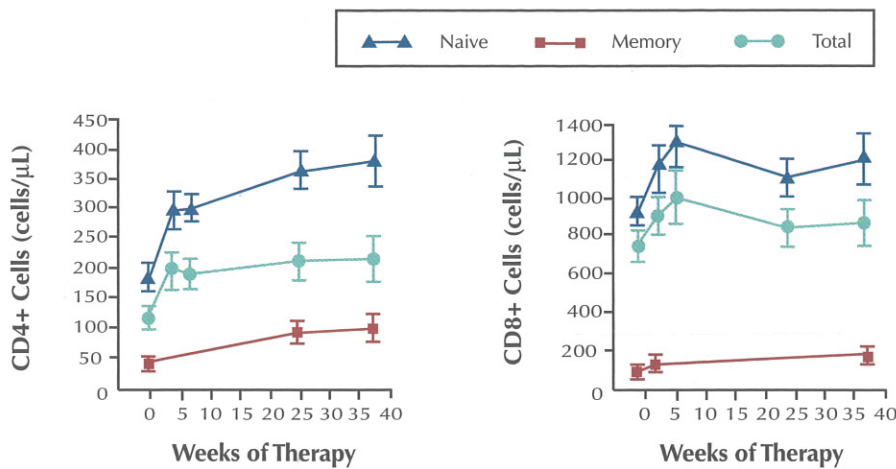 Naive Memory Total
CD4+ Cells (cells/µL)
450
400
350
300
250
200
150
100
50
0
0 5 15 20 25 30 35 40
Weeks of Therapy
CD8+ Cells (cells/µL)
1400
1200
1000
800
600
1400
200
0
0 5 10 15 20 25 30 35 40
Weeks of Therapy